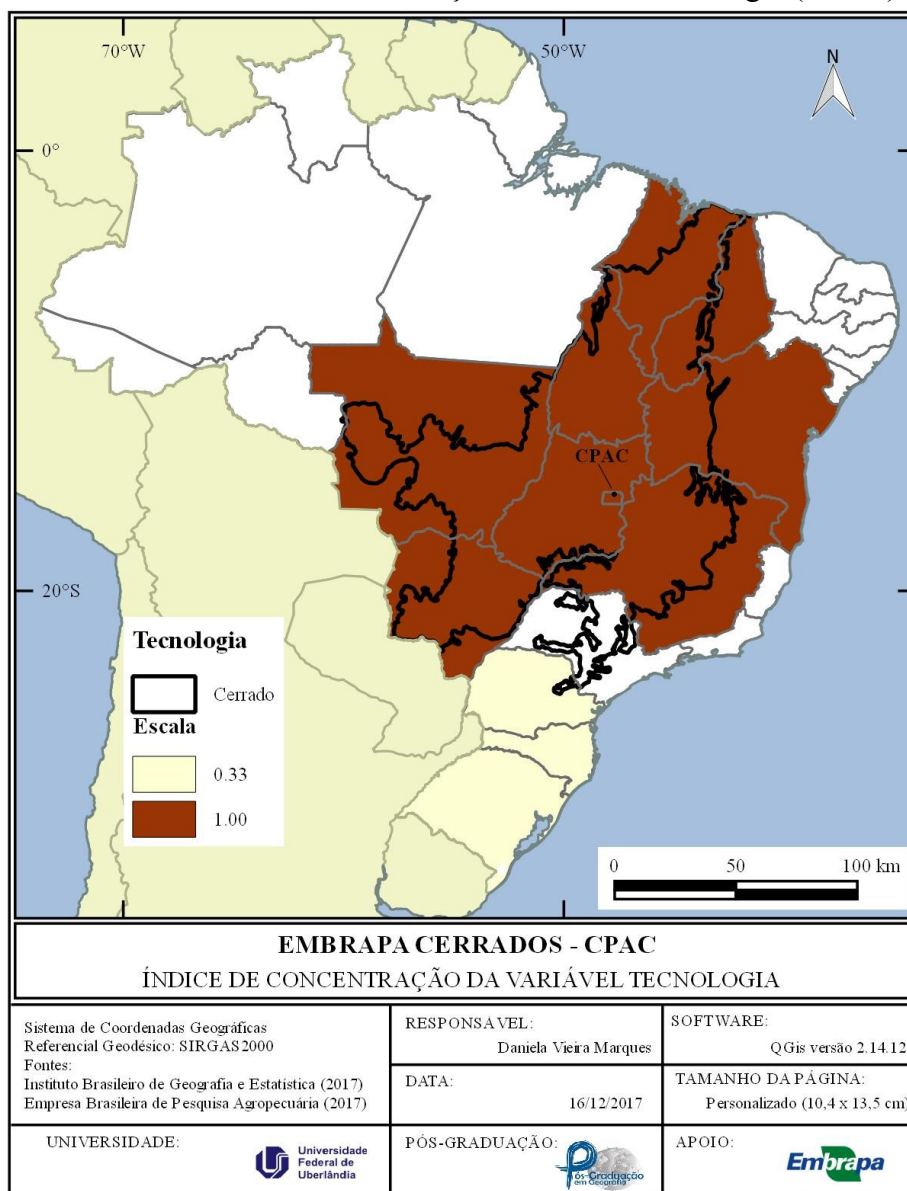 70°W
50°W
N
0°
CPAC
20°S
Tecnologia
Cerrado
Escala
0.33
1.00
0 50 100 km
EMBRAPA CERRADOS - CPAC
ÍNDICE DE CONCENTRAÇÃO DA VARIÁVEL TECNOLOGIA
Sistema de Coordenadas Geográficas
Referencial Geodésico: SIRGAS2000
Fontes:
Instituto Brasileiro de Geografia e Estatística (2017)
Empresa Brasileira de Pesquisa Agropecuária (2017)
RESPONSAVEL:
Daniela Vieira Marques
SOFTWARE:
QGis versão 2.14.12
DATA:
16/12/2017
TAMANHO DA PÁGINA:
Personalizado (10,4 x 13,5 cm)
UNIVERSIDADE:
Universidade
Federal de
Uberlândia
PÓS-GRADUAÇÃO:
Pós-Graduação
em Geografia
APOIO:
Embrapa